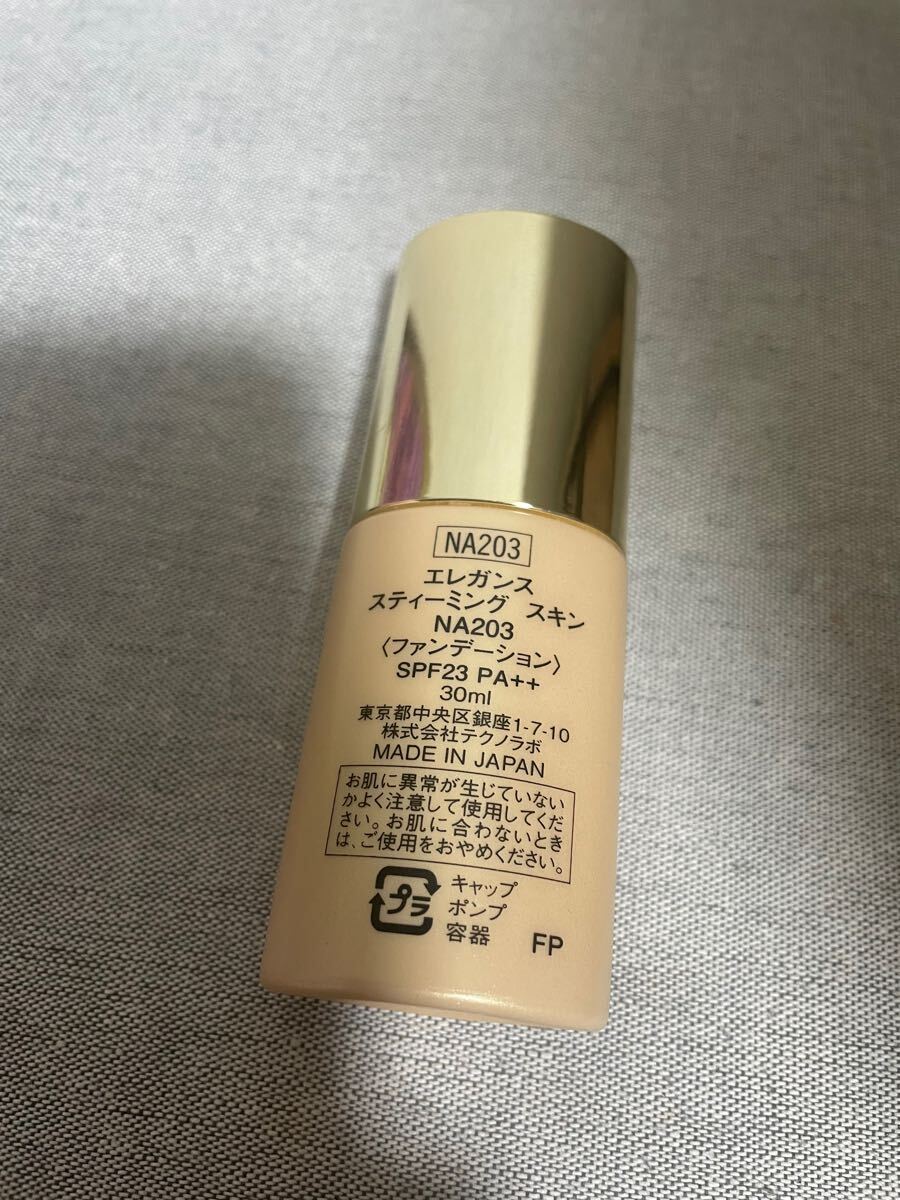 NA203
エレガンス
スティーミング スキン
NA203
〈ファンデーション〉
SPF23 PA++
30ml
東京都中央区銀座1-7-10
株式会社テクノラボ
MADE IN JAPAN
お肌に異常が生じていない
かよく注意して使用してくだ
さい。お肌に合わないとき
は、ご使用をおやめください。
プラ
キャップ
ポンプ
容器
FP